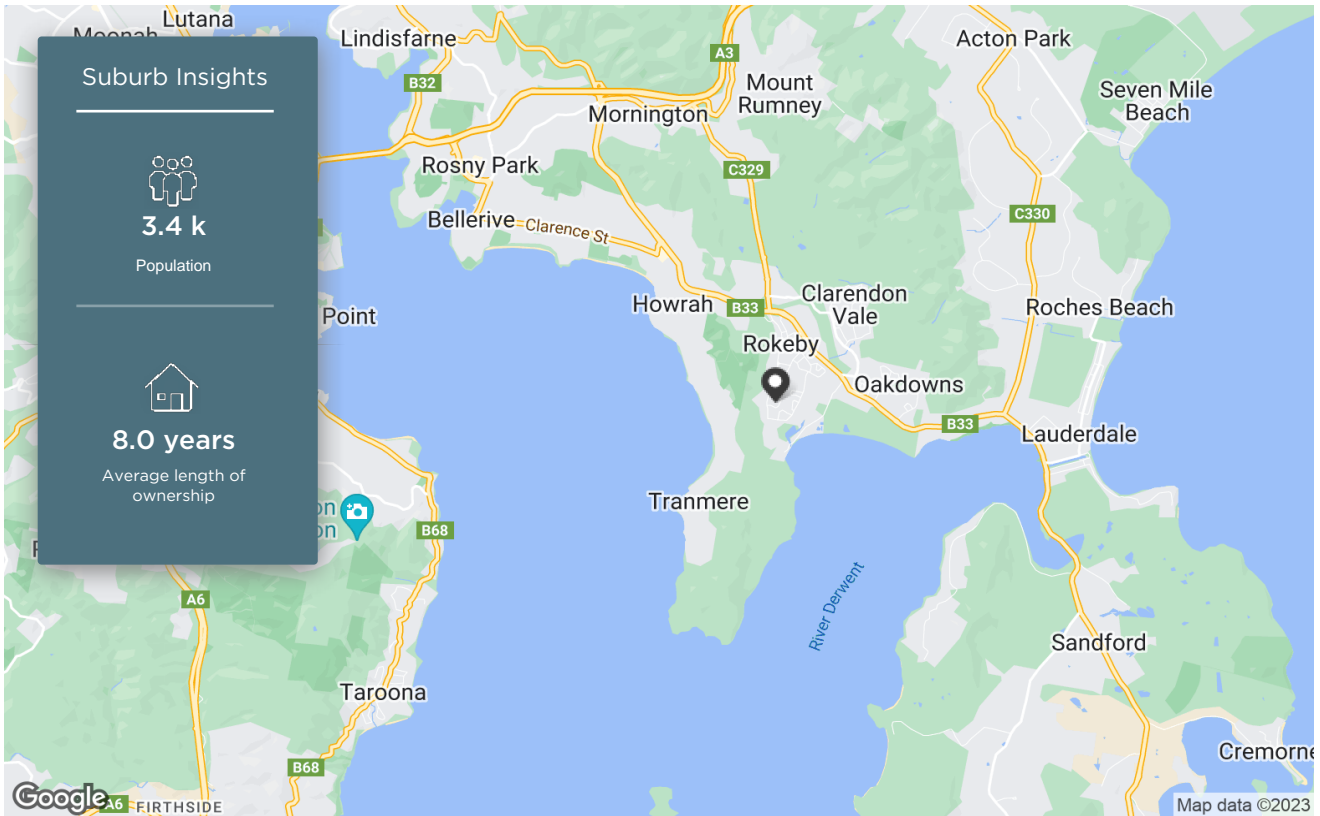 Lutana
Lindisfarne
Suburb Insights
3.4 k
Population
8.0 years
Average length of
ownership
Acton Park
A3
B32
Mount
Rumney
Seven Mile
Beach
Mornington
Rosny Park
C329
Bellerive
Clarence St
C330
Howrah
B33
Clarendon
Vale
Roches Beach
Point
Rokeby
Oakdowns
B33
Lauderdale
Tranmere
B68
River Derwent
A6
Sandford
Taroona
Cremorne
B68
Google
A6
FIRTHSIDE
Map data ©2023